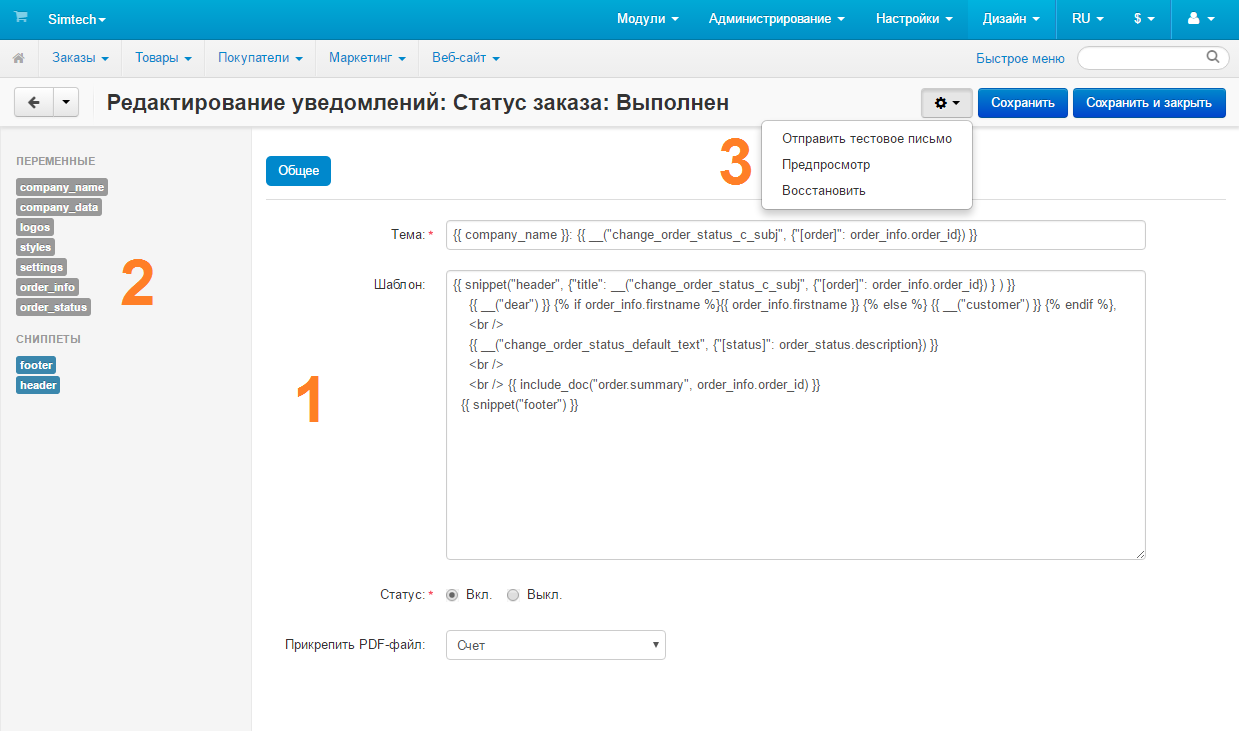 Simtech Модули Администрирование Настройки Дизайн RU $
Заказы Товары Покупатели Маркетинг Веб-сайт Быстрое меню
Редактирование уведомлений: Статус заказа: Выполнен Сохранить Сохранить и закрыть
Отправить тестовое письмо
Предпросмотр
Восстановить
3
ПЕРЕМЕННЫЕ
company_name
company_data
logos
styles
settings
order_info
order_status
2
СНИППЕТЫ
footer
header
Общее
1
Тема: * {{ company_name }}: {{ __("change_order_status_c_subj", {"[order]": order_info.order_id}) }}
Шаблон: {{ snippet("header", {"title": __("change_order_status_c_subj", {"[order]": order_info.order_id}) } ) }}
{{ __("dear") }} {% if order_info.firstname %}{{ order_info.firstname }} {% else %} {{ __("customer") }} {% endif %},
<br />
{{ __("change_order_status_default_text", {"[status]": order_status.description}) }}
<br />
<br /> {{ include_doc("order.summary", order_info.order_id) }}
{{ snippet("footer") }}
Статус: * Вкл. Выкл.
Прикрепить PDF-файл: Счет